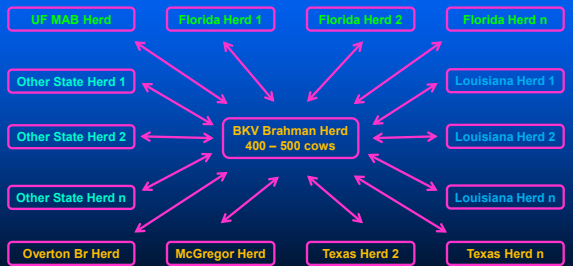 UF MAB Herd
Florida Herd 1
Florida Herd 2
Florida Herd n
Other State Herd 1
Louisiana Herd 1
BKV Brahman Herd
400 – 500 cows
Other State Herd 2
Louisiana Herd 2
Other State Herd n
Louisiana Herd n
Overton Br Herd
McGregor Herd
Texas Herd 2
Texas Herd n